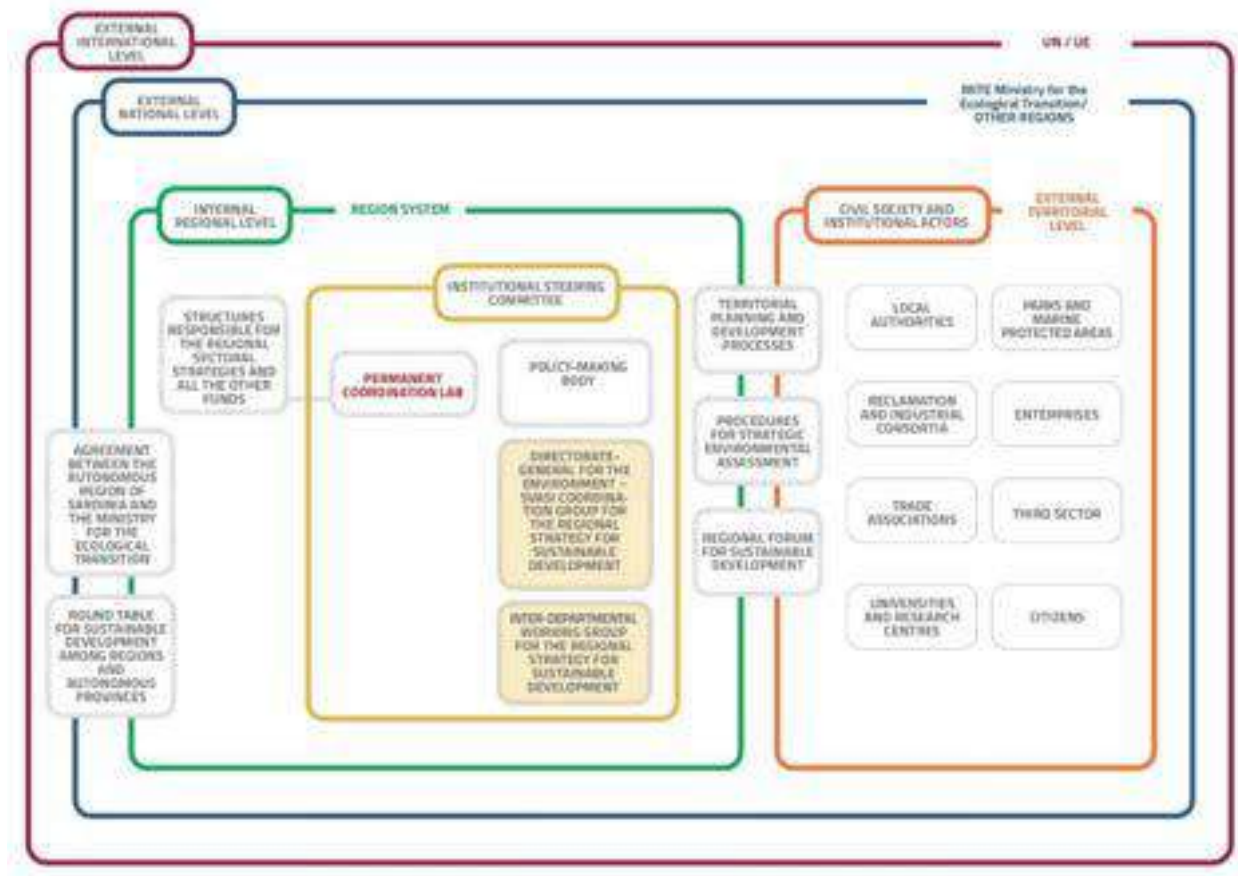 EXTERNAL
INTERNATIONAL
LEVEL
UN / UE
EXTERNAL
NATIONAL LEVEL
MITE Ministry for the
Ecological Transition/
OTHER REGIONS
INTERNAL
REGIONAL LEVEL
REGION SYSTEM
CIVIL SOCIETY AND
INSTITUTIONAL ACTORS
EXTERNAL
TERRITORIAL
LEVEL
INSTITUTIONAL STEERING
COMMITTEE
STRUCTURES
RESPONSIBLE FOR
THE REGIONAL
SECTORAL
STRATEGIES AND
ALL THE OTHER
FUNDS
PERMANENT
COORDINATION LAB
POLICY-MAKING
BODY
DIRECTORATE-
GENERAL FOR THE
ENVIRONMENT -
SVASI COORDINA-
TION GROUP FOR
THE REGIONAL
STRATEGY FOR
SUSTAINABLE
DEVELOPMENT
INTER-DEPARTMENTAL
WORKING GROUP
FOR THE REGIONAL
STRATEGY FOR
SUSTAINABLE
DEVELOPMENT
AGREEMENT
BETWEEN THE
AUTONOMOUS
REGION OF
SARDINIA AND
THE MINISTRY
FOR THE
ECOLOGICAL
TRANSITION
ROUND TABLE
FOR SUSTAINABLE
DEVELOPMENT
AMONG REGIONS
AND
AUTONOMOUS
PROVINCES
TERRITORIAL
PLANNING AND
DEVELOPMENT
PROCESSES
PROCEDURES
FOR STRATEGIC
ENVIRONMENTAL
ASSESSMENT
REGIONAL FORUM
FOR SUSTAINABLE
DEVELOPMENT
LOCAL
AUTHORITIES
PARKS AND
MARINE
PROTECTED AREAS
RECLAMATION
AND INDUSTRIAL
CONSORTIA
ENTERPRISES
TRADE
ASSOCIATIONS
THIRD SECTOR
UNIVERSITIES
AND RESEARCH
CENTRES
CITIZENS